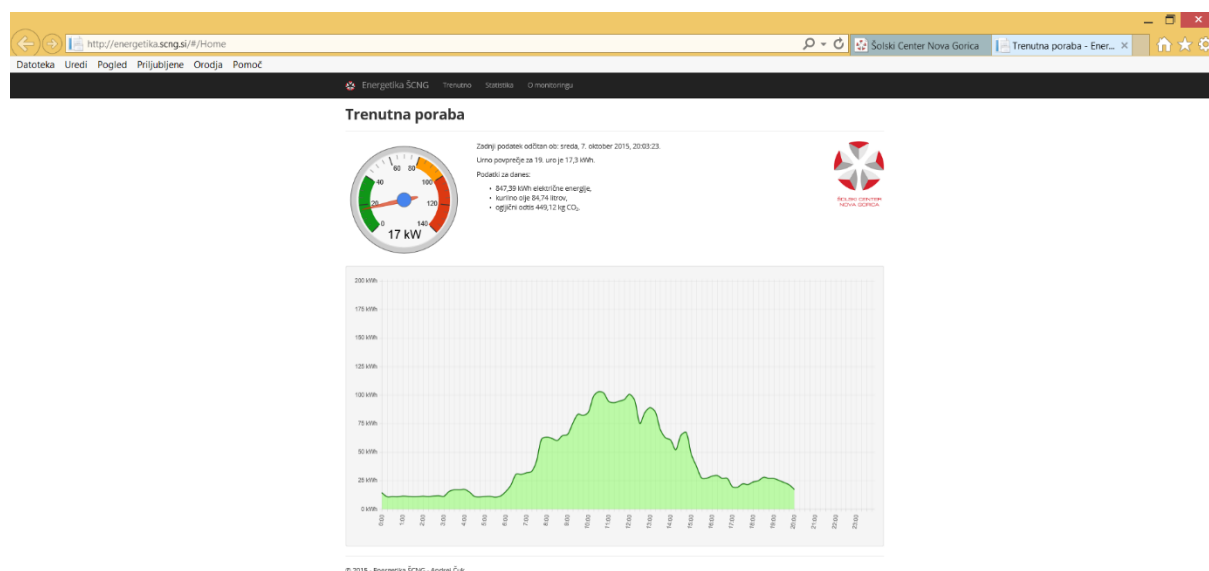 http://energetika.scng.si/#/Home
Šolski Center Nova Gorica
Trenutna poraba - Ener...
Datoteka Uredi Pogled Priljubljene Orodja Pomoč
Energetika ŠCNG Trenutno Statistika O monitoringu
Trenutna poraba
Zadnji podatek odčitan ob: sreda, 7. oktober 2015, 20:03:23.
Urno povprečje za 19. uro je 17,3 kWh.
Podatki za danes:
• 847,39 kWh električne energije,
• kurilno olje 84,74 litrov,
• ogljični odtis 449,12 kg CO₂.
60 80
40 100
20 120
0 140
17 kW
ŠOLSKI CENTER
NOVA GORICA
200 kWh
175 kWh
150 kWh
125 kWh
100 kWh
75 kWh
50 kWh
25 kWh
0 kWh
0:00 1:00 2:00 3:00 4:00 5:00 6:00 7:00 8:00 9:00 10:00 11:00 12:00 13:00 14:00 15:00 16:00 17:00 18:00 19:00 20:00 21:00 22:00 23:00
© 2015 - Energetika ŠCNG - Andrej Čuk